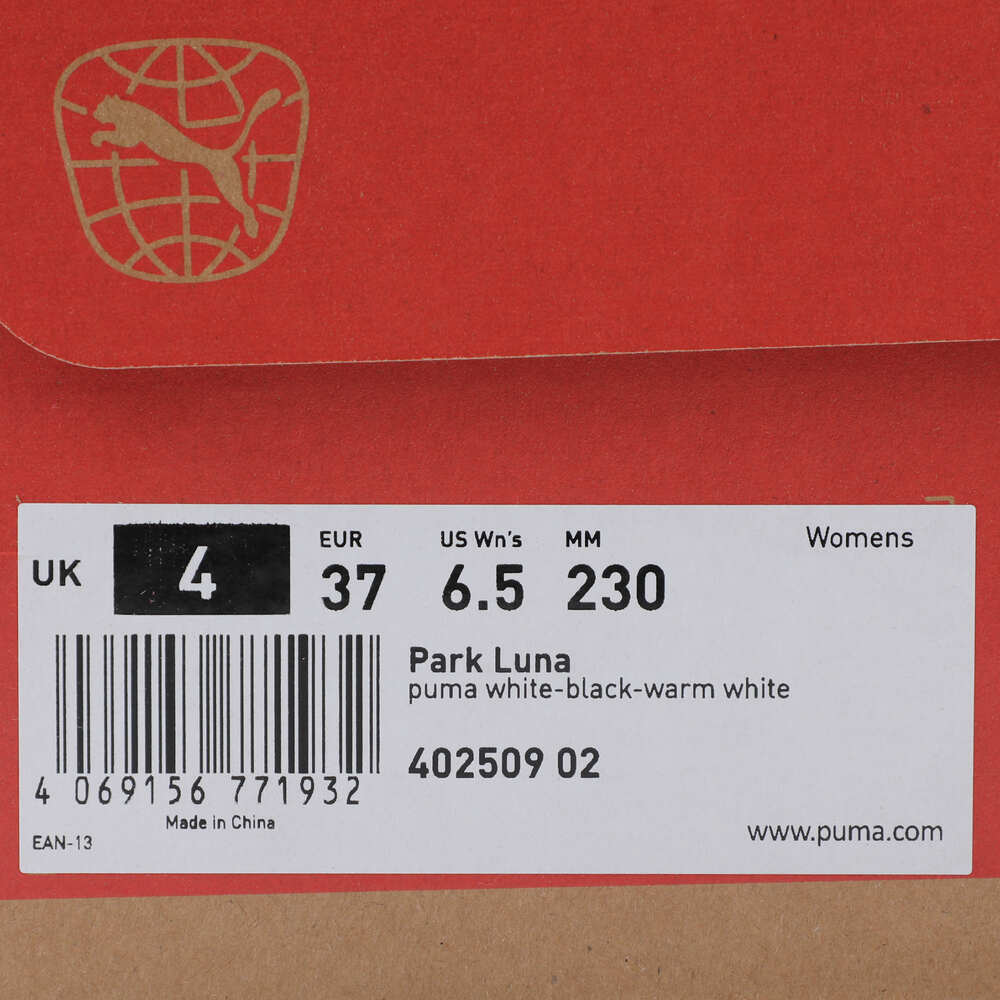 UK 4
EUR 37
US Wn's 6.5
MM 230
Womens
Park Luna
puma white-black-warm white
402509 02
4 069156 771932
Made in China
EAN-13
www.puma.com